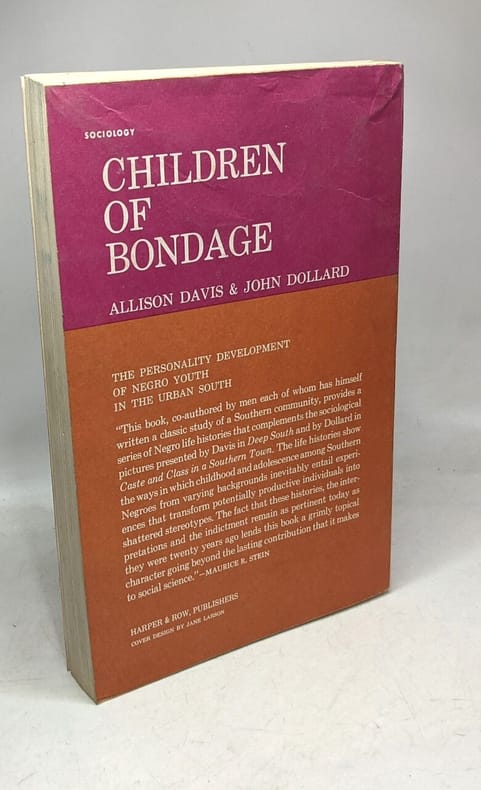 SOCIOLOGY
CHILDREN
OF
BONDAGE
ALLISON DAVIS & JOHN DOLLARD
THE PERSONALITY DEVELOPMENT
OF NEGRO YOUTH
IN THE URBAN SOUTH
"This book, co-authored by men each of whom has himself
written a classic study of a Southern community, provides a
series of Negro life histories that complements the sociological
pictures presented by Davis in Deep South and by Dollard in
Caste and Class in a Southern Town. The life histories show
the ways in which childhood and adolescence among Southern
Negroes from varying backgrounds inevitably entail experi-
ences that transform potentially productive individuals into
shattered stereotypes. The fact that these histories, the inter-
pretations and the indictment remain as pertinent today as
they were twenty years ago lends this book a grimly topical
character going beyond the lasting contribution that it makes
to social science."—MAURICE R. STEIN
HARPER & ROW, PUBLISHERS
COVER DESIGN BY JANE LARSON